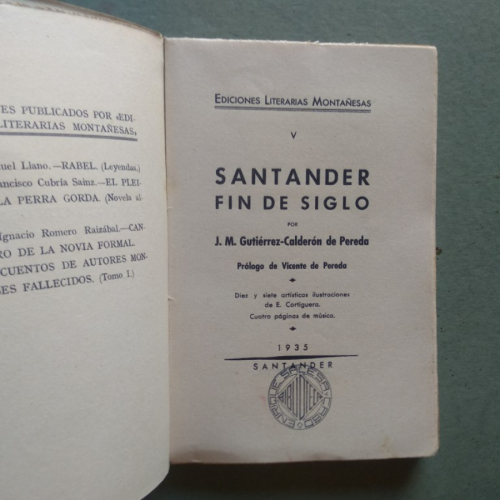 ES PUBLICADOS POR «EDI-
LITERARIAS MONTAÑESAS»
uel Llano.—RABEL. (Leyendas.)
ancisco Cubría Sainz.—EL PLEI-
LA PERRA GORDA. (Novela al-
Ignacio Romero Raizábal.—CAN-
RO DE LA NOVIA FORMAL.
CUENTOS DE AUTORES MON-
ES FALLECIDOS. (Tomo I.)
EDICIONES LITERARIAS MONTAÑESAS
V
SANTANDER
FIN DE SIGLO
POR
J. M. Gutiérrez-Calderón de Pereda
Prólogo de Vicente de Pereda
Diez y siete artísticas ilustraciones
de E. Cortiguera.
Cuatro páginas de música.
1935
SANTANDER
ENRIQUE